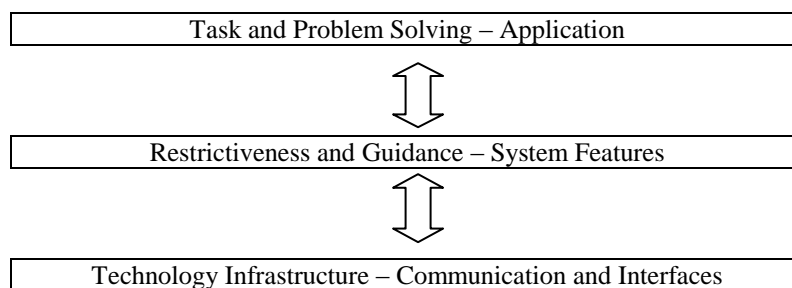 Task and Problem Solving – Application
Restrictiveness and Guidance – System Features
Technology Infrastructure – Communication and Interfaces